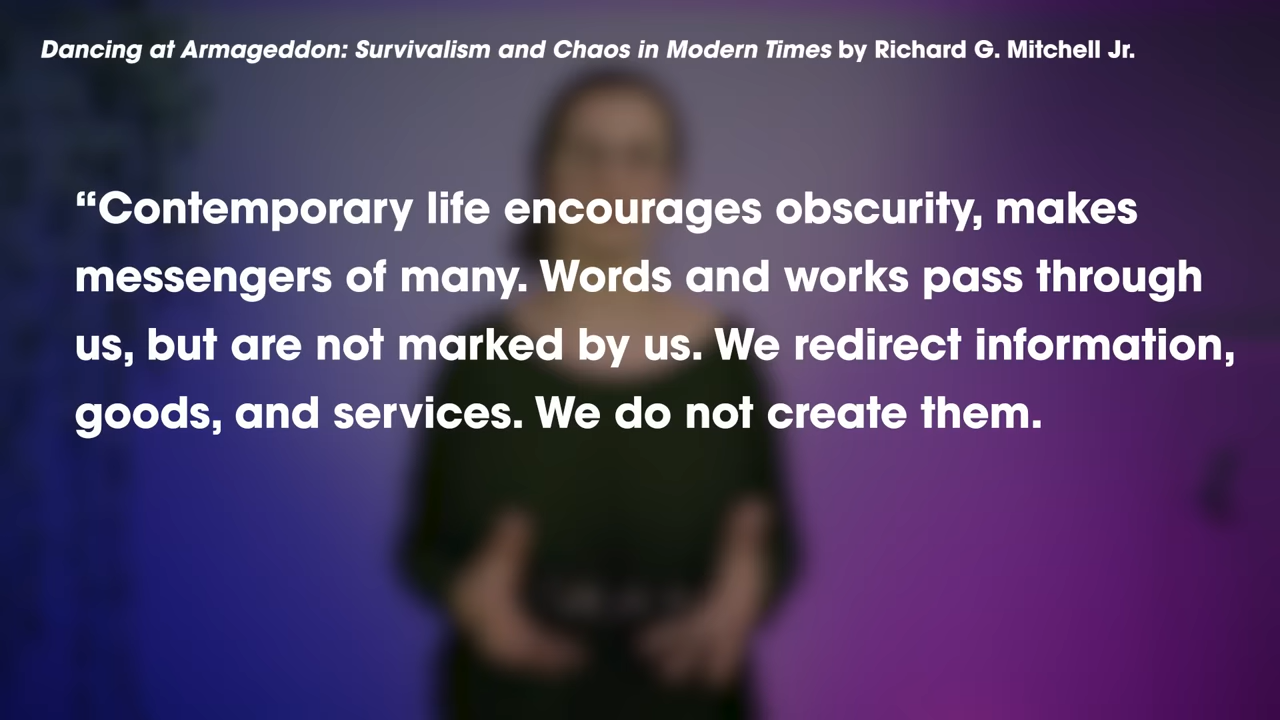 Dancing at Armageddon: Survivalism and Chaos in Modern Times by Richard G. Mitchell Jr.
“Contemporary life encourages obscurity, makes
messengers of many. Words and works pass through
us, but are not marked by us. We redirect information,
goods, and services. We do not create them.